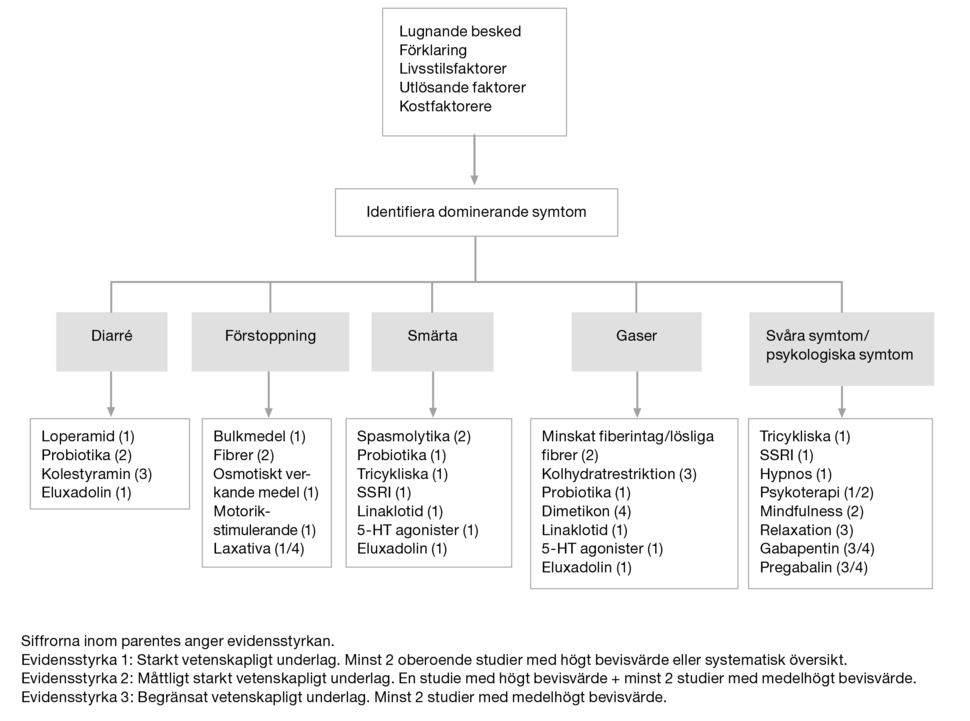 Lugnande besked
Förklaring
Livsstilsfaktorer
Utlösande faktorer
Kostfaktorere
Identifiera dominerande symtom
Diarré
Förstoppning
Smärta
Gaser
Svåra symtom/
psykologiska symtom
Loperamid (1)
Probiotika (2)
Kolestyramin (3)
Eluxadolin (1)
Bulkmedel (1)
Fibrer (2)
Osmotiskt ver-
kande medel (1)
Motorik-
stimulerande (1)
Laxativa (1/4)
Spasmolytika (2)
Probiotika (1)
Tricykliska (1)
SSRI (1)
Linaklotid (1)
5-HT agonister (1)
Eluxadolin (1)
Minskat fiberintag/lösliga
fibrer (2)
Kolhydratrestriktion (3)
Probiotika (1)
Dimetikon (4)
Linaklotid (1)
5-HT agonister (1)
Eluxadolin (1)
Tricykliska (1)
SSRI (1)
Hypnos (1)
Psykoterapi (1/2)
Mindfulness (2)
Relaxation (3)
Gabapentin (3/4)
Pregabalin (3/4)
Siffrorna inom parentes anger evidensstyrkan.
Evidensstyrka 1: Starkt vetenskapligt underlag. Minst 2 oberoende studier med högt bevisvärde eller systematisk översikt.
Evidensstyrka 2: Måttligt starkt vetenskapligt underlag. En studie med högt bevisvärde + minst 2 studier med medelhögt bevisvärde.
Evidensstyrka 3: Begränsat vetenskapligt underlag. Minst 2 studier med medelhögt bevisvärde.